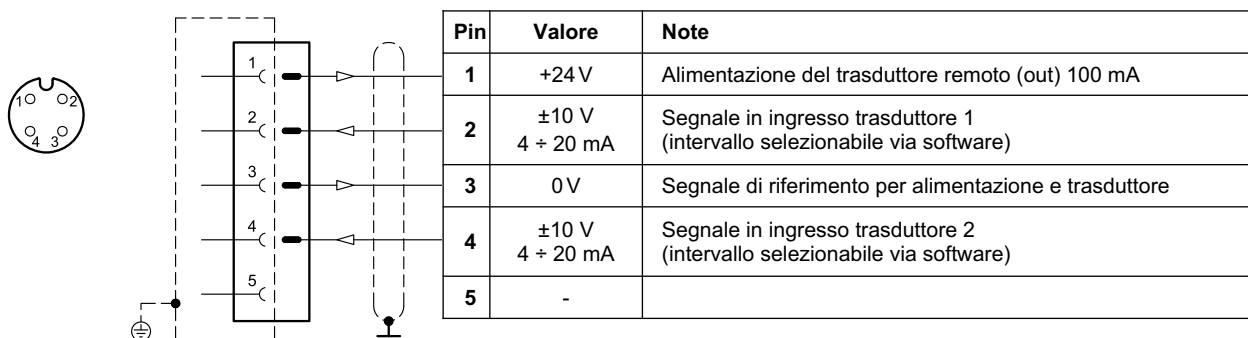 1 2
4 3
1
2
3
4
5
Pin Valore Note
1 +24 V Alimentazione del trasduttore remoto (out) 100 mA
2 ±10 V
4 ÷ 20 mA Segnale in ingresso trasduttore 1
(intervallo selezionabile via software)
3 0 V Segnale di riferimento per alimentazione e trasduttore
4 ±10 V
4 ÷ 20 mA Segnale in ingresso trasduttore 2
(intervallo selezionabile via software)
5 -